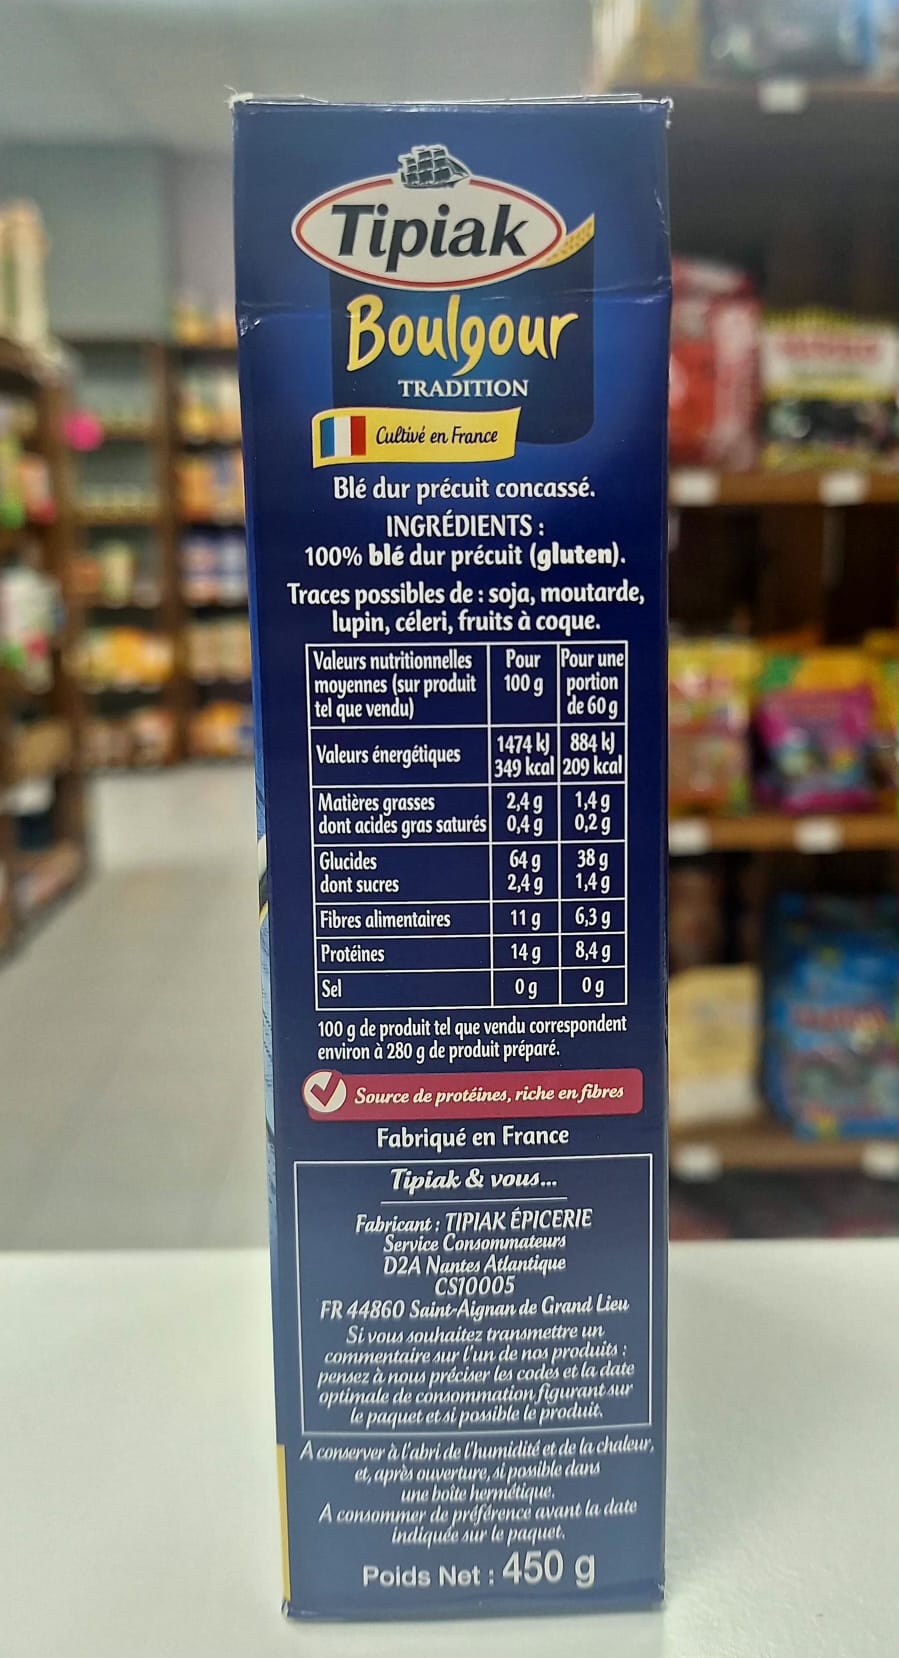 Tipiak
Boulgour
TRADITION
Cultivé en France
Blé dur précuit concassé.
INGRÉDIENTS :
100% blé dur précuit (gluten).
Traces possibles de : soja, moutarde,
lupin, céleri, fruits à coque.
Valeurs nutritionnelles moyennes (sur produit tel que vendu) Pour 100 g Pour une portion de 60 g
Valeurs énergétiques 1474 kJ 884 kJ
349 kcal 209 kcal
Matières grasses 2,4 g 1,4 g
dont acides gras saturés 0,4 g 0,2 g
Glucides 64 g 38 g
dont sucres 2,4 g 1,4 g
Fibres alimentaires 11 g 6,3 g
Protéines 14 g 8,4 g
Sel 0 g 0 g
100 g de produit tel que vendu correspondent
environ à 280 g de produit préparé.
Source de protéines, riche en fibres
Fabriqué en France
Tipiak & vous...
Fabricant : TIPIAK ÉPICERIE
Service Consommateurs
D2A Nantes Atlantique
CS10005
FR 44860 Saint-Aignan de Grand Lieu
Si vous souhaitez transmettre un
commentaire sur l'un de nos produits :
pensez à nous préciser les codes et la date
optimale de consommation figurant sur
le paquet et si possible le produit.
A conserver à l'abri de l'humidité et de la chaleur,
et, après ouverture, si possible dans
une boîte hermétique.
A consommer de préférence avant la date
indiquée sur le paquet.
Poids Net : 450 g